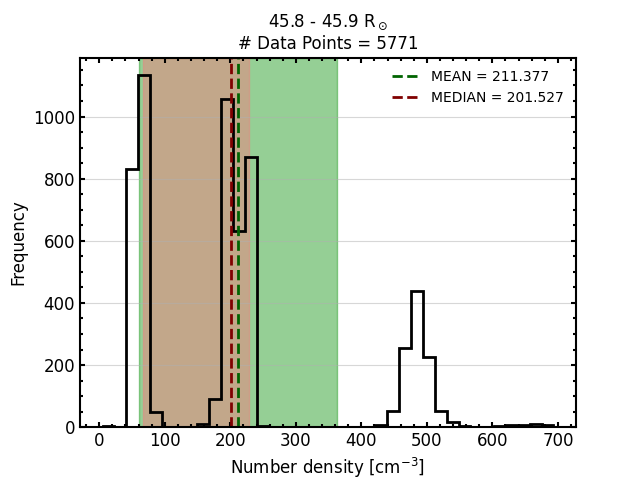 45.8 - 45.9 R⊙
# Data Points = 5771
MEAN = 211.377
MEDIAN = 201.527
Frequency
1000
800
600
400
200
0
0 100 200 300 400 500 600 700
Number density [cm⁻³]